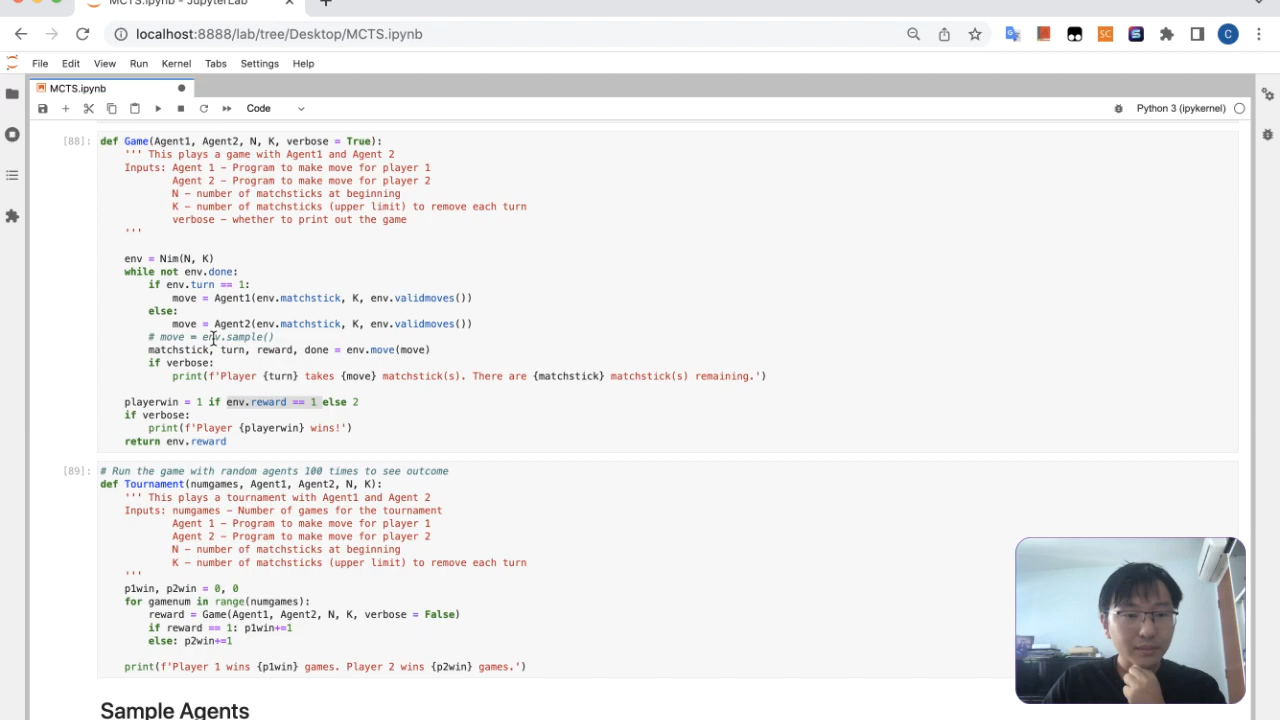 MCTS.ipynb - JupyterLab
localhost:8888/lab/tree/Desktop/MCTS.ipynb
SC
S
C
File Edit View Run Kernel Tabs Settings Help
MCTS.ipynb
Code
Python 3 (ipykernel)
[88]: def Game(Agent1, Agent2, N, K, verbose = True):
''' This plays a game with Agent1 and Agent 2
Inputs: Agent 1 – Program to make move for player 1
Agent 2 – Program to make move for player 2
N – number of matchsticks at beginning
K – number of matchsticks (upper limit) to remove each turn
verbose – whether to print out the game
'''
env = Nim(N, K)
while not env.done:
if env.turn == 1:
move = Agent1(env.matchstick, K, env.validmoves())
else:
move = Agent2(env.matchstick, K, env.validmoves())
# move = env.sample()
matchstick, turn, reward, done = env.move(move)
if verbose:
print(f'Player {turn} takes {move} matchstick(s). There are {matchstick} matchstick(s) remaining.')
playerwin = 1 if env.reward == 1 else 2
if verbose:
print(f'Player {playerwin} wins!')
return env.reward
[89]: # Run the game with random agents 100 times to see outcome
def Tournament(numgames, Agent1, Agent2, N, K):
''' This plays a tournament with Agent1 and Agent 2
Inputs: numgames – Number of games for the tournament
Agent 1 – Program to make move for player 1
Agent 2 – Program to make move for player 2
N – number of matchsticks at beginning
K – number of matchsticks (upper limit) to remove each turn
'''
p1win, p2win = 0, 0
for gamenum in range(numgames):
reward = Game(Agent1, Agent2, N, K, verbose = False)
if reward == 1: p1win+=1
else: p2win+=1
print(f'Player 1 wins {p1win} games. Player 2 wins {p2win} games.')
Sample Agents